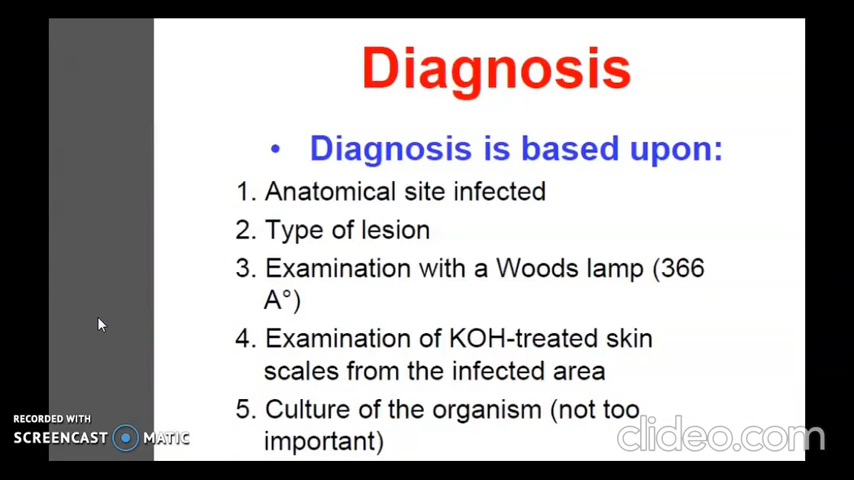 Diagnosis
• Diagnosis is based upon:
1. Anatomical site infected
2. Type of lesion
3. Examination with a Woods lamp (366
A°)
4. Examination of KOH-treated skin
scales from the infected area
5. Culture of the organism (not too
important)
RECORDED WITH
SCREENCAST MATIC
clideo.com